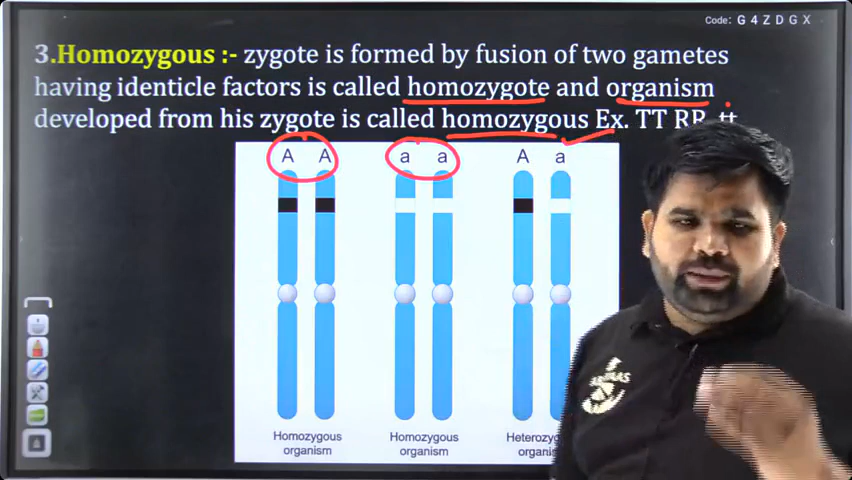 Code: G 4 Z D G X
3.Homozygous :- zygote is formed by fusion of two gametes
having identicle factors is called homozygote and organism
developed from his zygote is called homozygous Ex. TT RR tt
A A a a A a
Homozygous organism
Homozygous organism